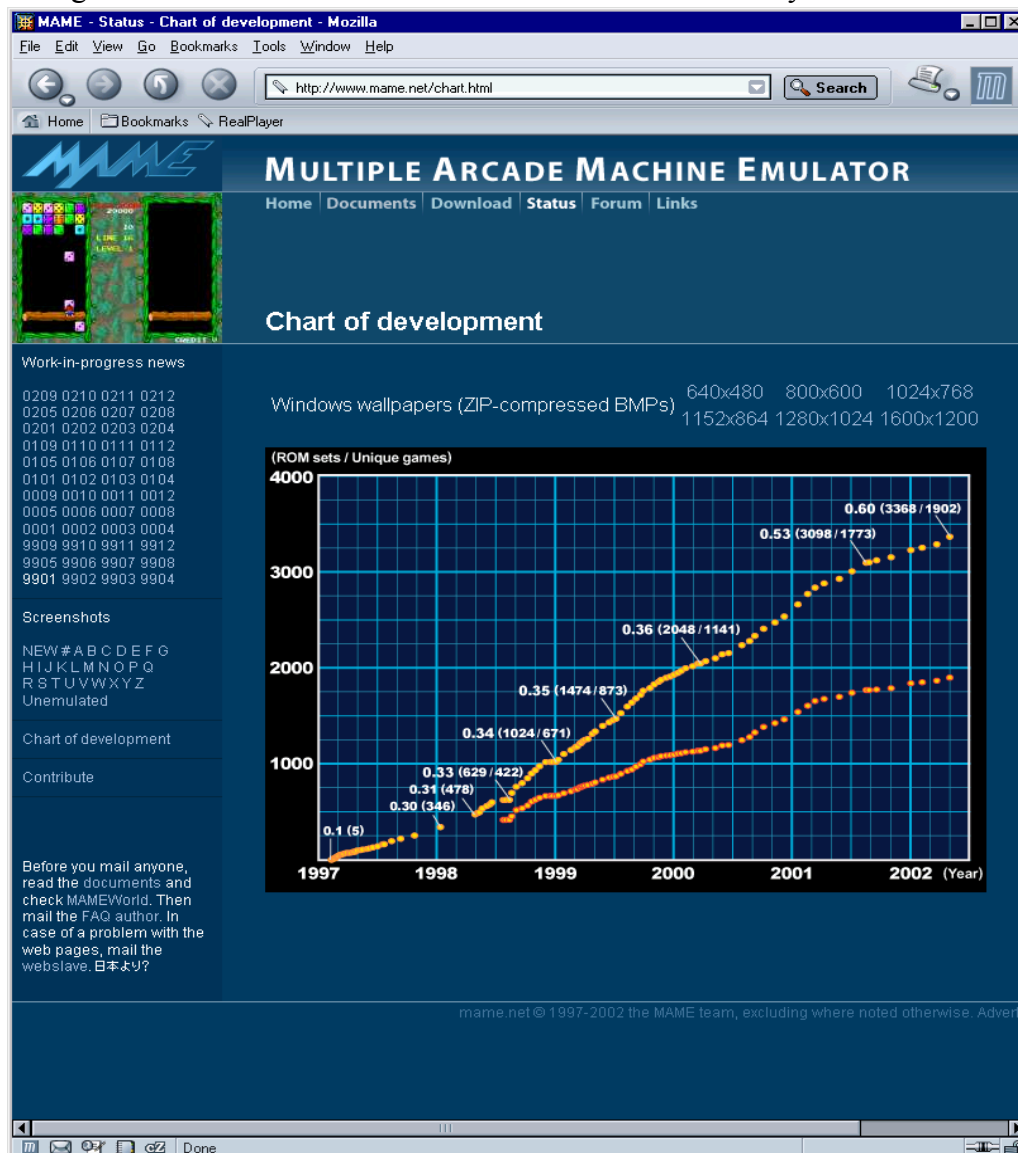 MAME - Status - Chart of development - Mozilla
File Edit View Go Bookmarks Tools Window Help
http://www.mame.net/chart.html
Search
Home Bookmarks RealPlayer
MAME
MULTIPLE ARCADE MACHINE EMULATOR
Home Documents Download Status Forum Links
20000
LEVEL 1
Chart of development
Work-in-progress news
0209 0210 0211 0212
0205 0206 0207 0208
0201 0202 0203 0204
0109 0110 0111 0112
0105 0106 0107 0108
0101 0102 0103 0104
0009 0010 0011 0012
0005 0006 0007 0008
0001 0002 0003 0004
9909 9910 9911 9912
9905 9906 9907 9908
9901 9902 9903 9904
Screenshots
NEW # A B C D E F G
H I J K L M N O P Q
R S T U V W X Y Z
Unemulated
Chart of development
Contribute
Before you mail anyone,
read the documents and
check MAMEWorld. Then
mail the FAQ author. In
case of a problem with the
web pages, mail the
webslave. 日本より?
Windows wallpapers (ZIP-compressed BMPs)
640x480 800x600 1024x768
1152x864 1280x1024 1600x1200
(ROM sets / Unique games)
4000
3000
2000
1000
0.60 (3368/1902)
0.53 (3098/1773)
0.36 (2048/1141)
0.35 (1474/873)
0.34 (1024/671)
0.33 (629/422)
0.31 (478)
0.30 (346)
0.1 (5)
1997 1998 1999 2000 2001 2002 (Year)
mame.net © 1997-2002 the MAME team, excluding where noted otherwise. Advert
Done